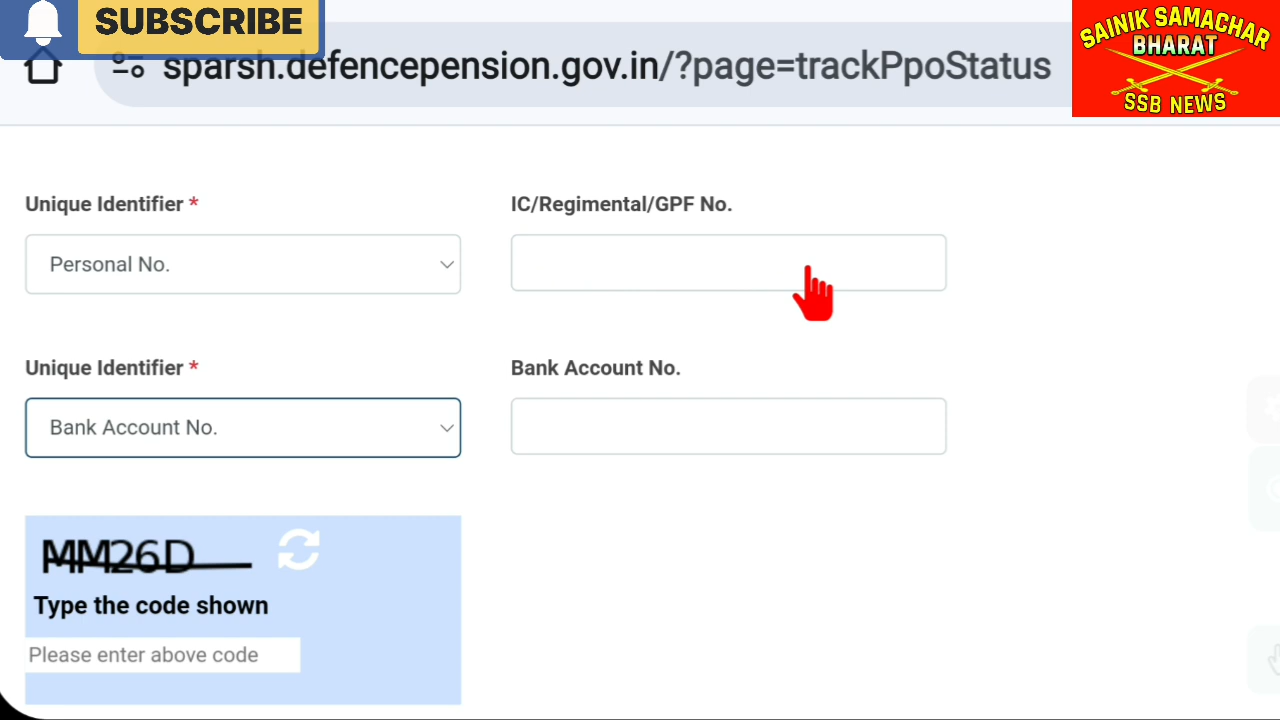 SUBSCRIBE
sparsh.defencepension.gov.in/?page=trackPpoStatus
SAINIK SAMACHAR
BHARAT
SSB NEWS
Unique Identifier *
IC/Regimental/GPF No.
Personal No.
Unique Identifier *
Bank Account No.
Bank Account No.
MM26D
Type the code shown
Please enter above code